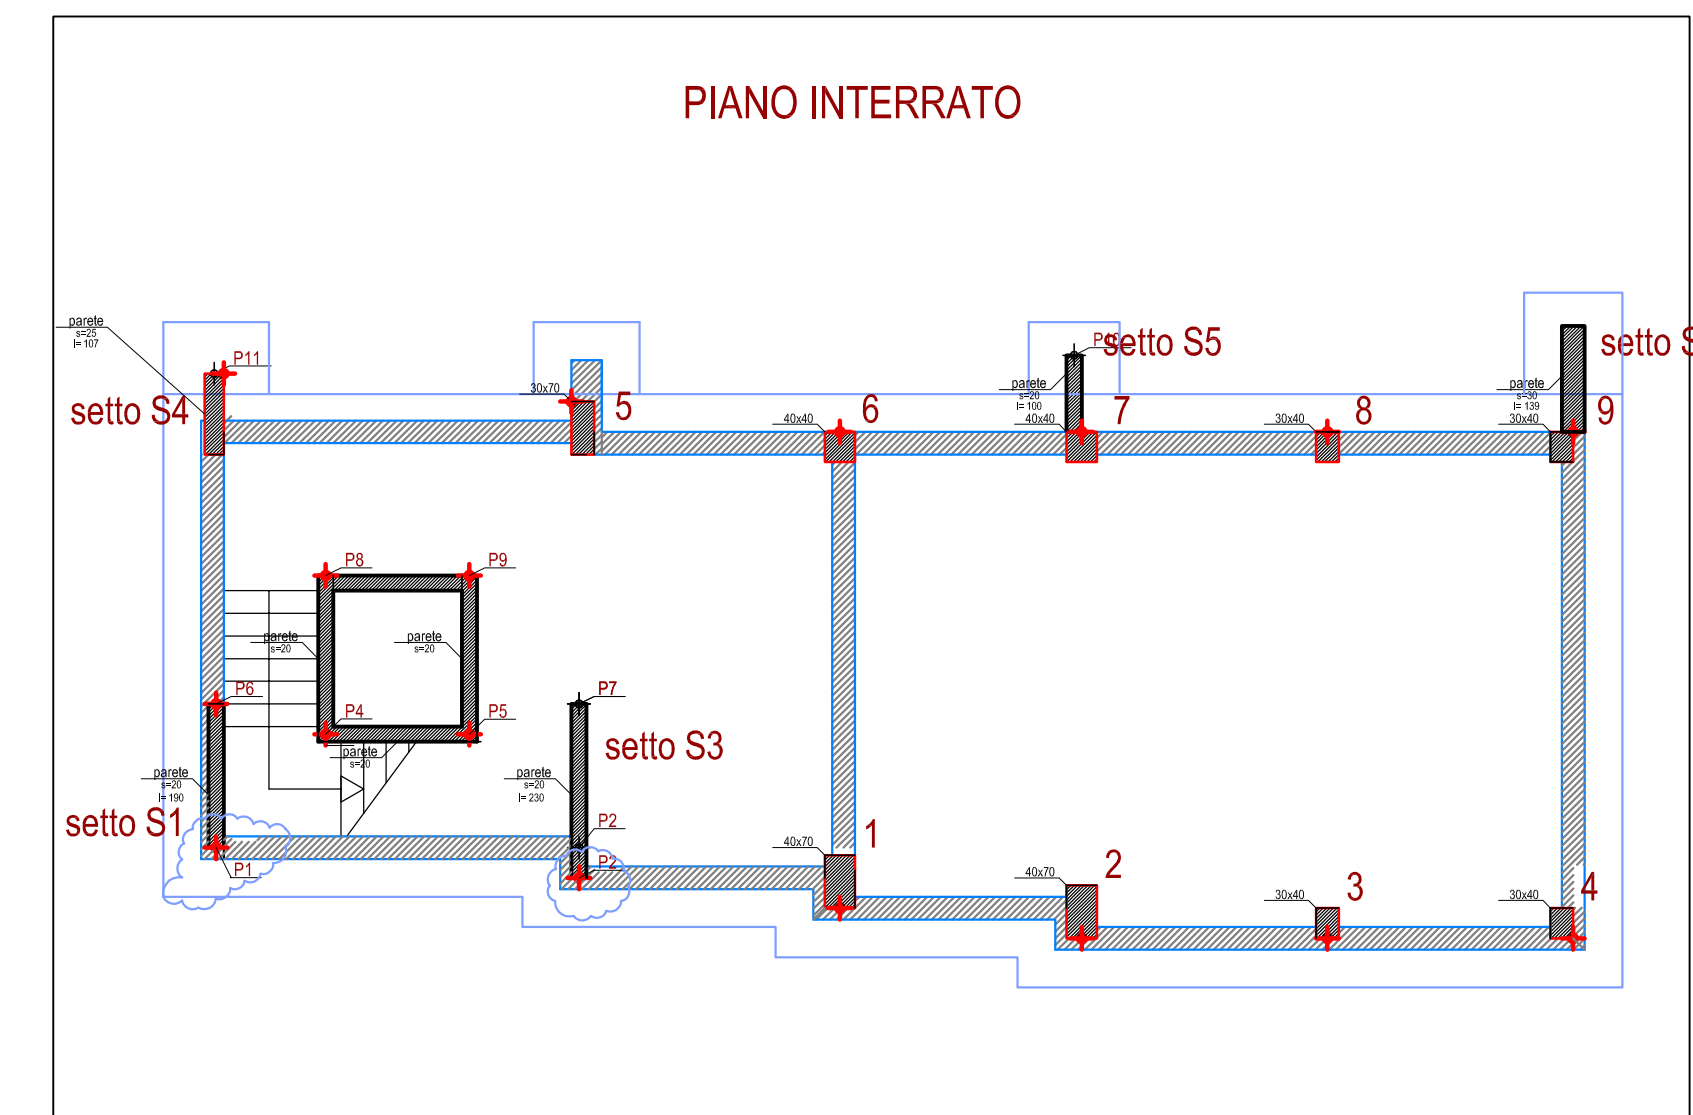 PIANO INTERRATO
parete
s=25
l= 107
P11
setto S4
30x70
5
40x40
6
setto S5
parete
s=20
l= 100
40x40
7
30x40
8
setto S
parete
s=30
l= 139
30x40
9
P8
P9
parete
s=20
parete
s=20
P6
P4
P5
P7
parete
s=20
setto S3
parete
s=20
l= 190
parete
s=20
l= 230
setto S1
P1
P2
P2
40x70
1
40x70
2
30x40
3
30x40
4